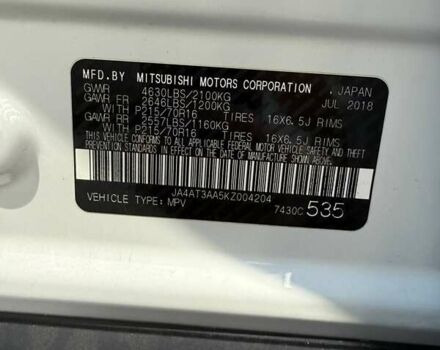 MFD.BY MITSUBISHI MOTORS CORPORATION . JAPAN
GVWR 4630LBS/2100KG JUL 2018
GAWR FR 2646LBS/1200KG
WITH P215/70R16 TIRES 16X6.5J RIMS
GAWR RR 2557LBS/1160KG
WITH P215/70R16 TIRES 16X6.5J RIMS
THIS VEHICLE CONFORMS TO ALL APPLICABLE FEDERAL MOTOR VEHICLE SAFETY, BUMPER, AND THEFT
PREVENTION STANDARDS IN EFFECT ON THE DATE OF MANUFACTURE SHOWN ABOVE.
JA4AT3AA5KZ004204
VEHICLE TYPE: MPV 7430C 535